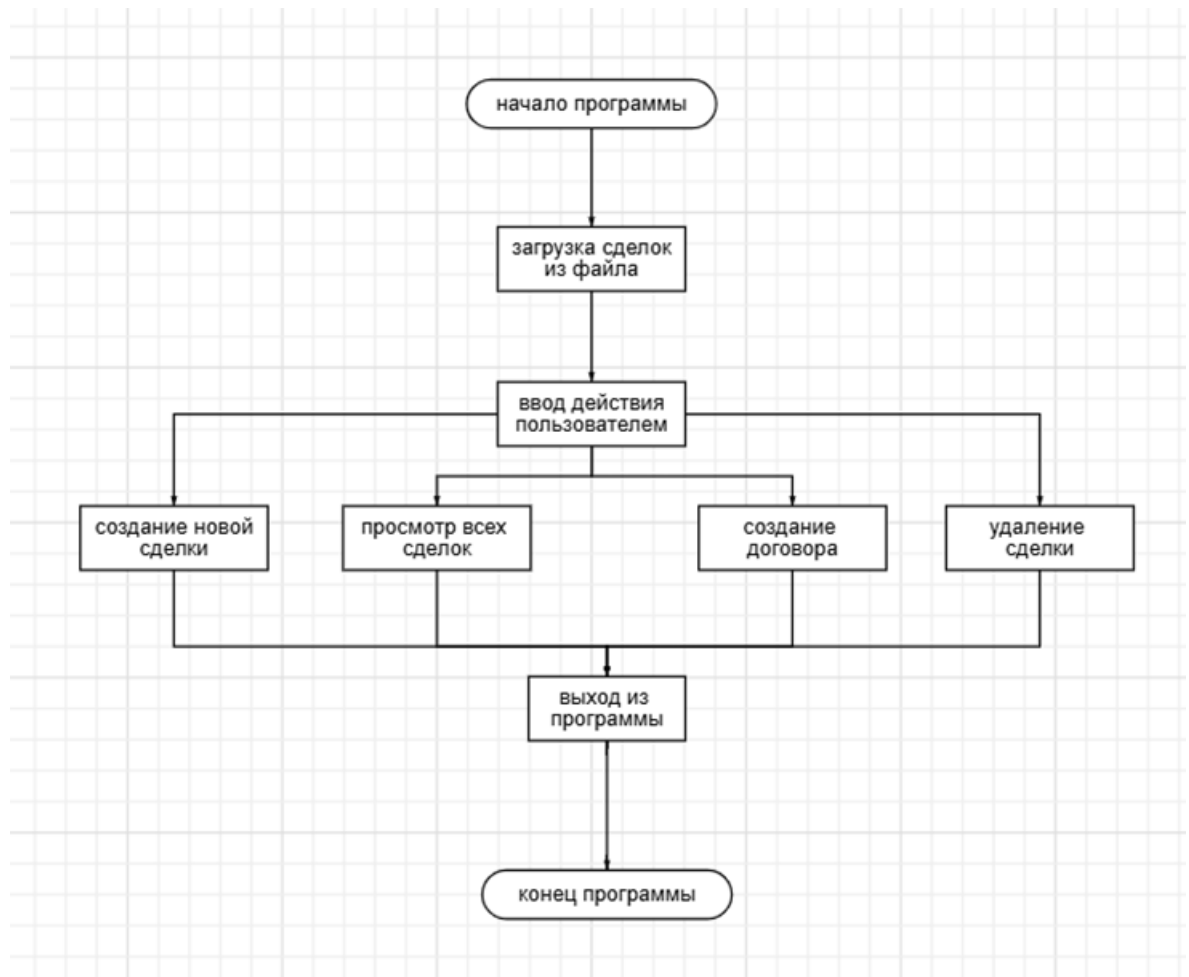 начало программы
загрузка сделок
из файла
ввод действия
пользователем
создание новой
сделки
просмотр всех
сделок
создание
договора
удаление
сделки
выход из
программы
конец программы